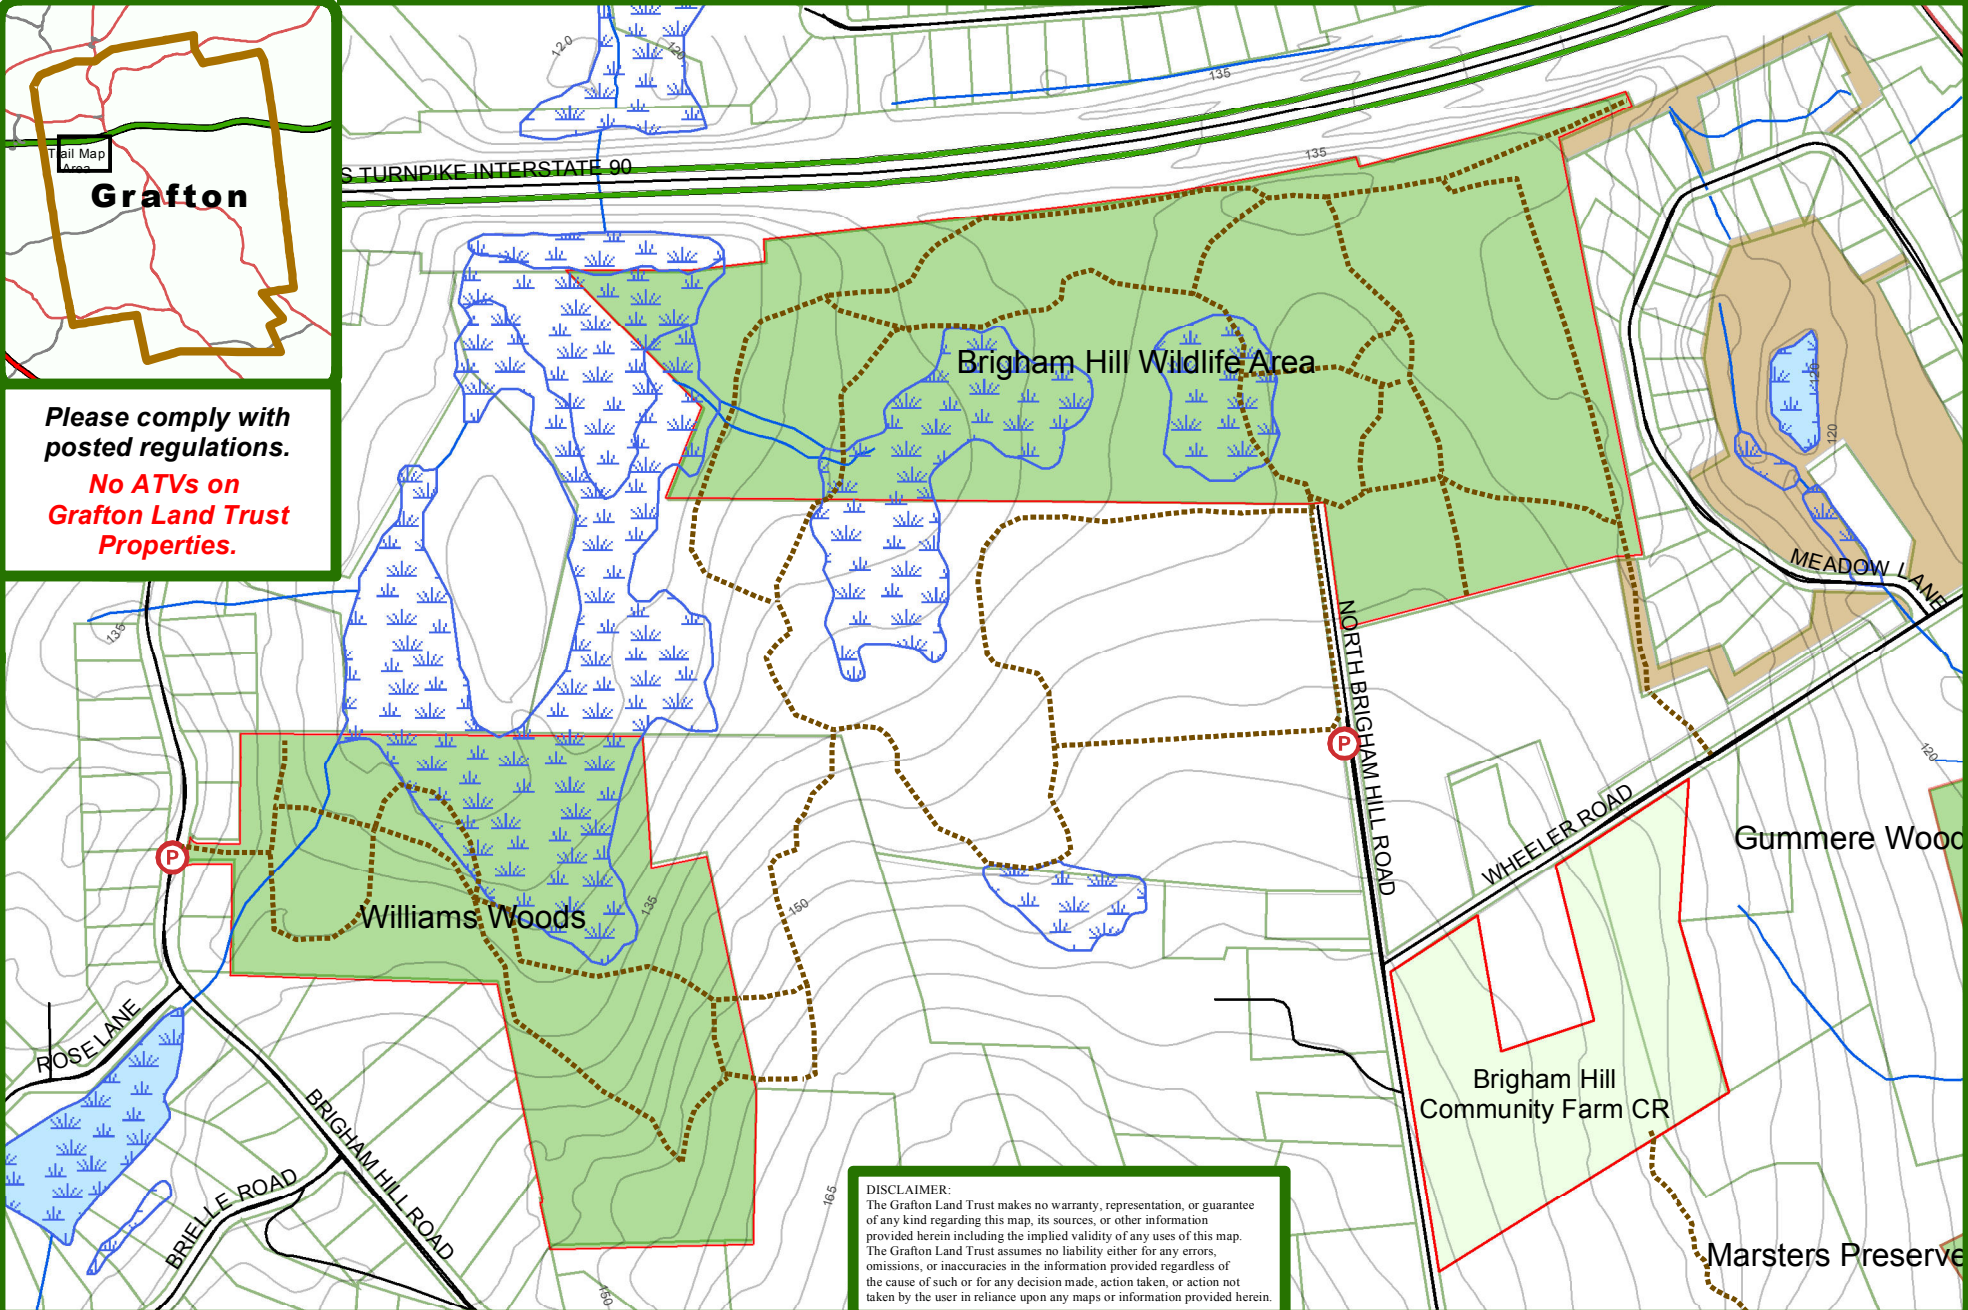 Trail Map
Area
Grafton
Please comply with
posted regulations.
No ATVs on
Grafton Land Trust
Properties.
120
120
135
135
S TURNPIKE INTERSTATE 90
Brigham Hill Wildlife Area
120
120
MEADOW LANE
135
NORTH BRIGHAM HILL ROAD
P
120
WHEELER ROAD
Gummere Wood
P
Williams Woods
135
150
ROSE LANE
Brigham Hill
Community Farm CR
BRIGHAM HILL ROAD
BRIELLE ROAD
165
150
Marsters Preserve
DISCLAIMER:
The Grafton Land Trust makes no warranty, representation, or guarantee
of any kind regarding this map, its sources, or other information
provided herein including the implied validity of any uses of this map.
The Grafton Land Trust assumes no liability either for any errors,
omissions, or inaccuracies in the information provided regardless of
the cause of such or for any decision made, action taken, or action not
taken by the user in reliance upon any maps or information provided herein.